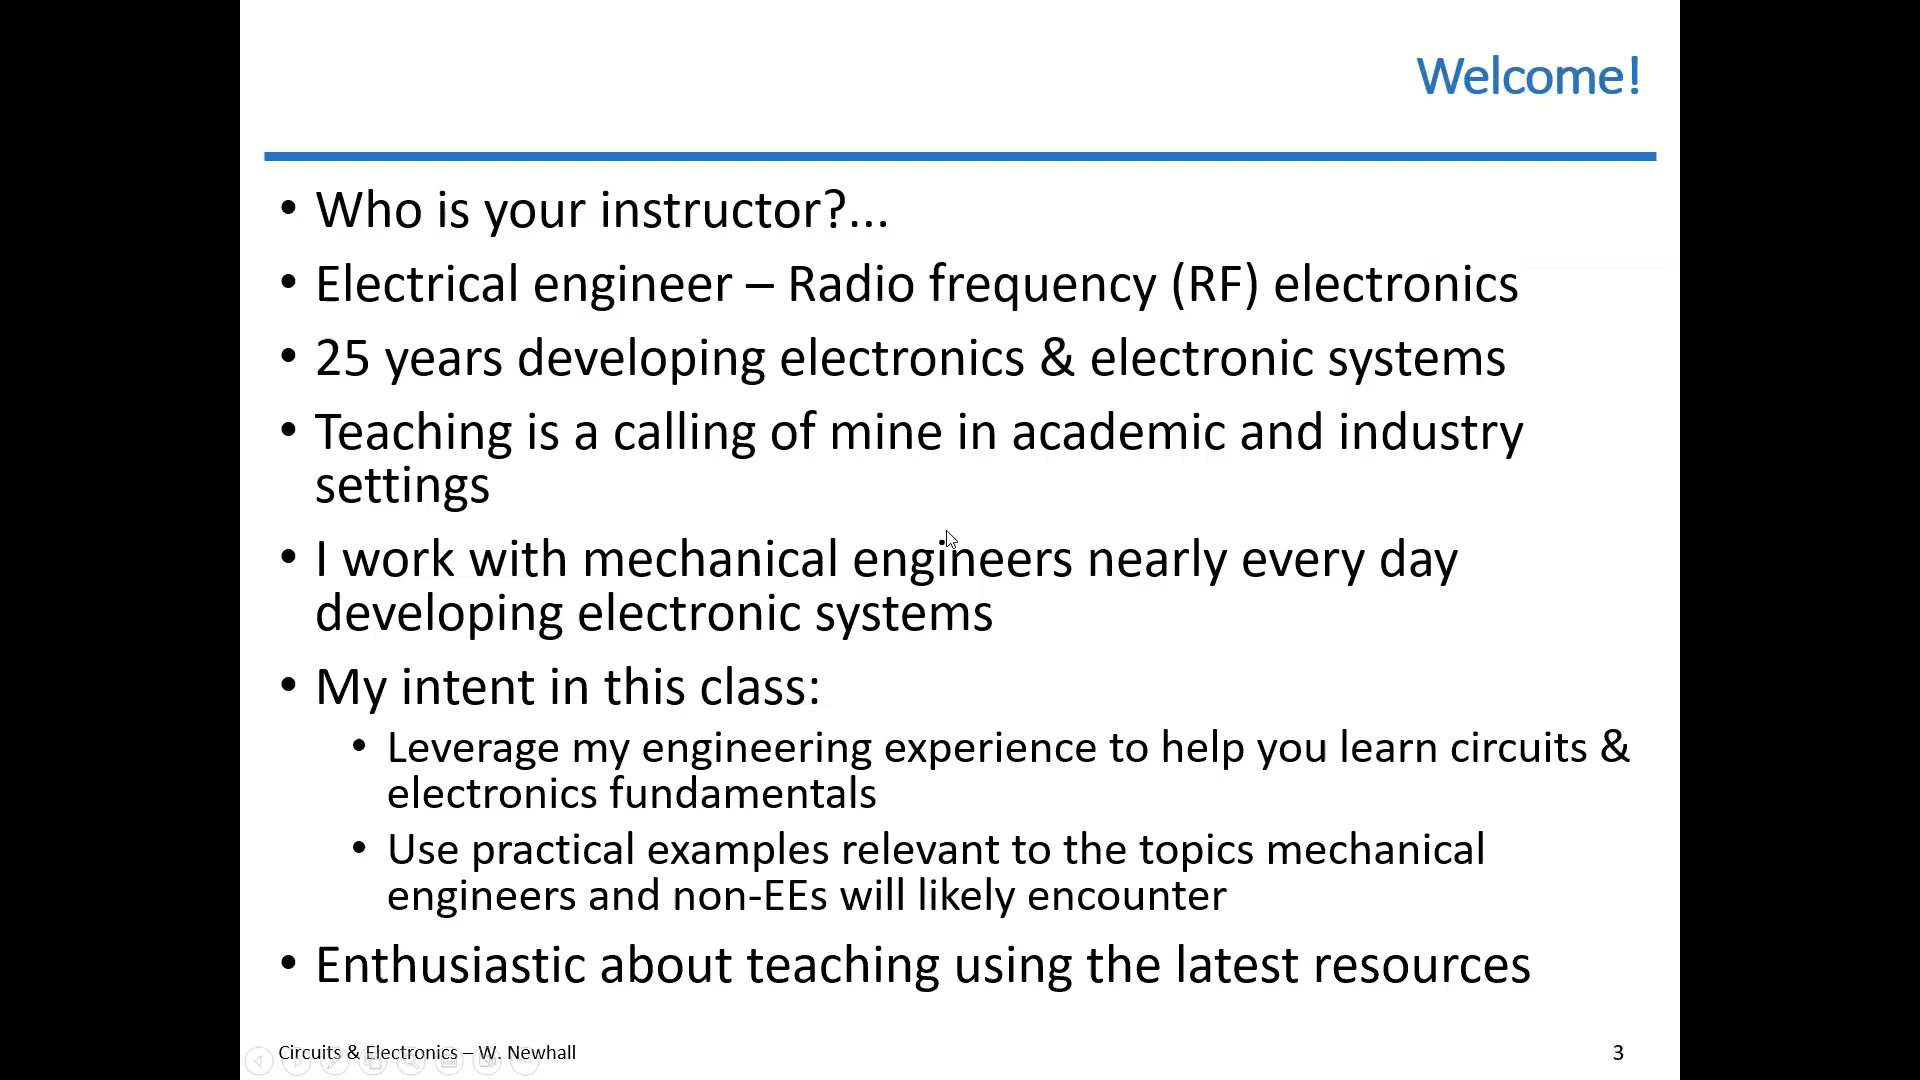 Welcome!
• Who is your instructor?...
• Electrical engineer – Radio frequency (RF) electronics
• 25 years developing electronics & electronic systems
• Teaching is a calling of mine in academic and industry
settings
• I work with mechanical engineers nearly every day
developing electronic systems
• My intent in this class:
• Leverage my engineering experience to help you learn circuits &
electronics fundamentals
• Use practical examples relevant to the topics mechanical
engineers and non-EEs will likely encounter
• Enthusiastic about teaching using the latest resources
Circuits & Electronics – W. Newhall
3